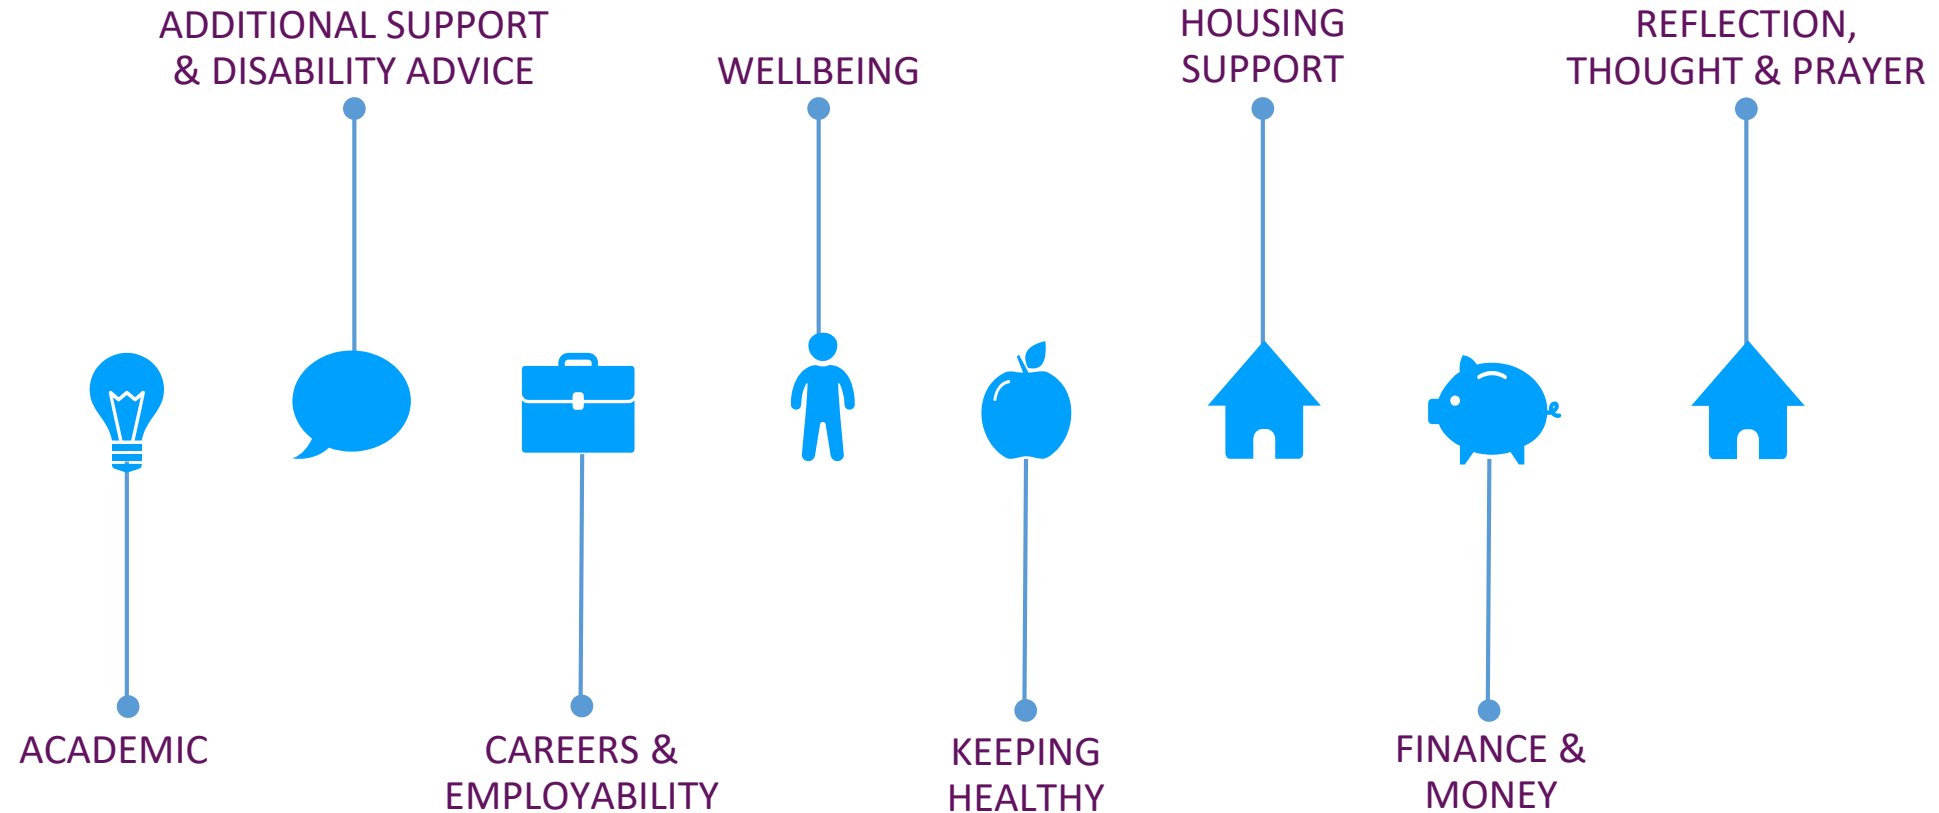 ADDITIONAL SUPPORT
& DISABILITY ADVICE
WELLBEING
HOUSING
SUPPORT
REFLECTION,
THOUGHT & PRAYER
ACADEMIC
CAREERS &
EMPLOYABILITY
KEEPING
HEALTHY
FINANCE &
MONEY